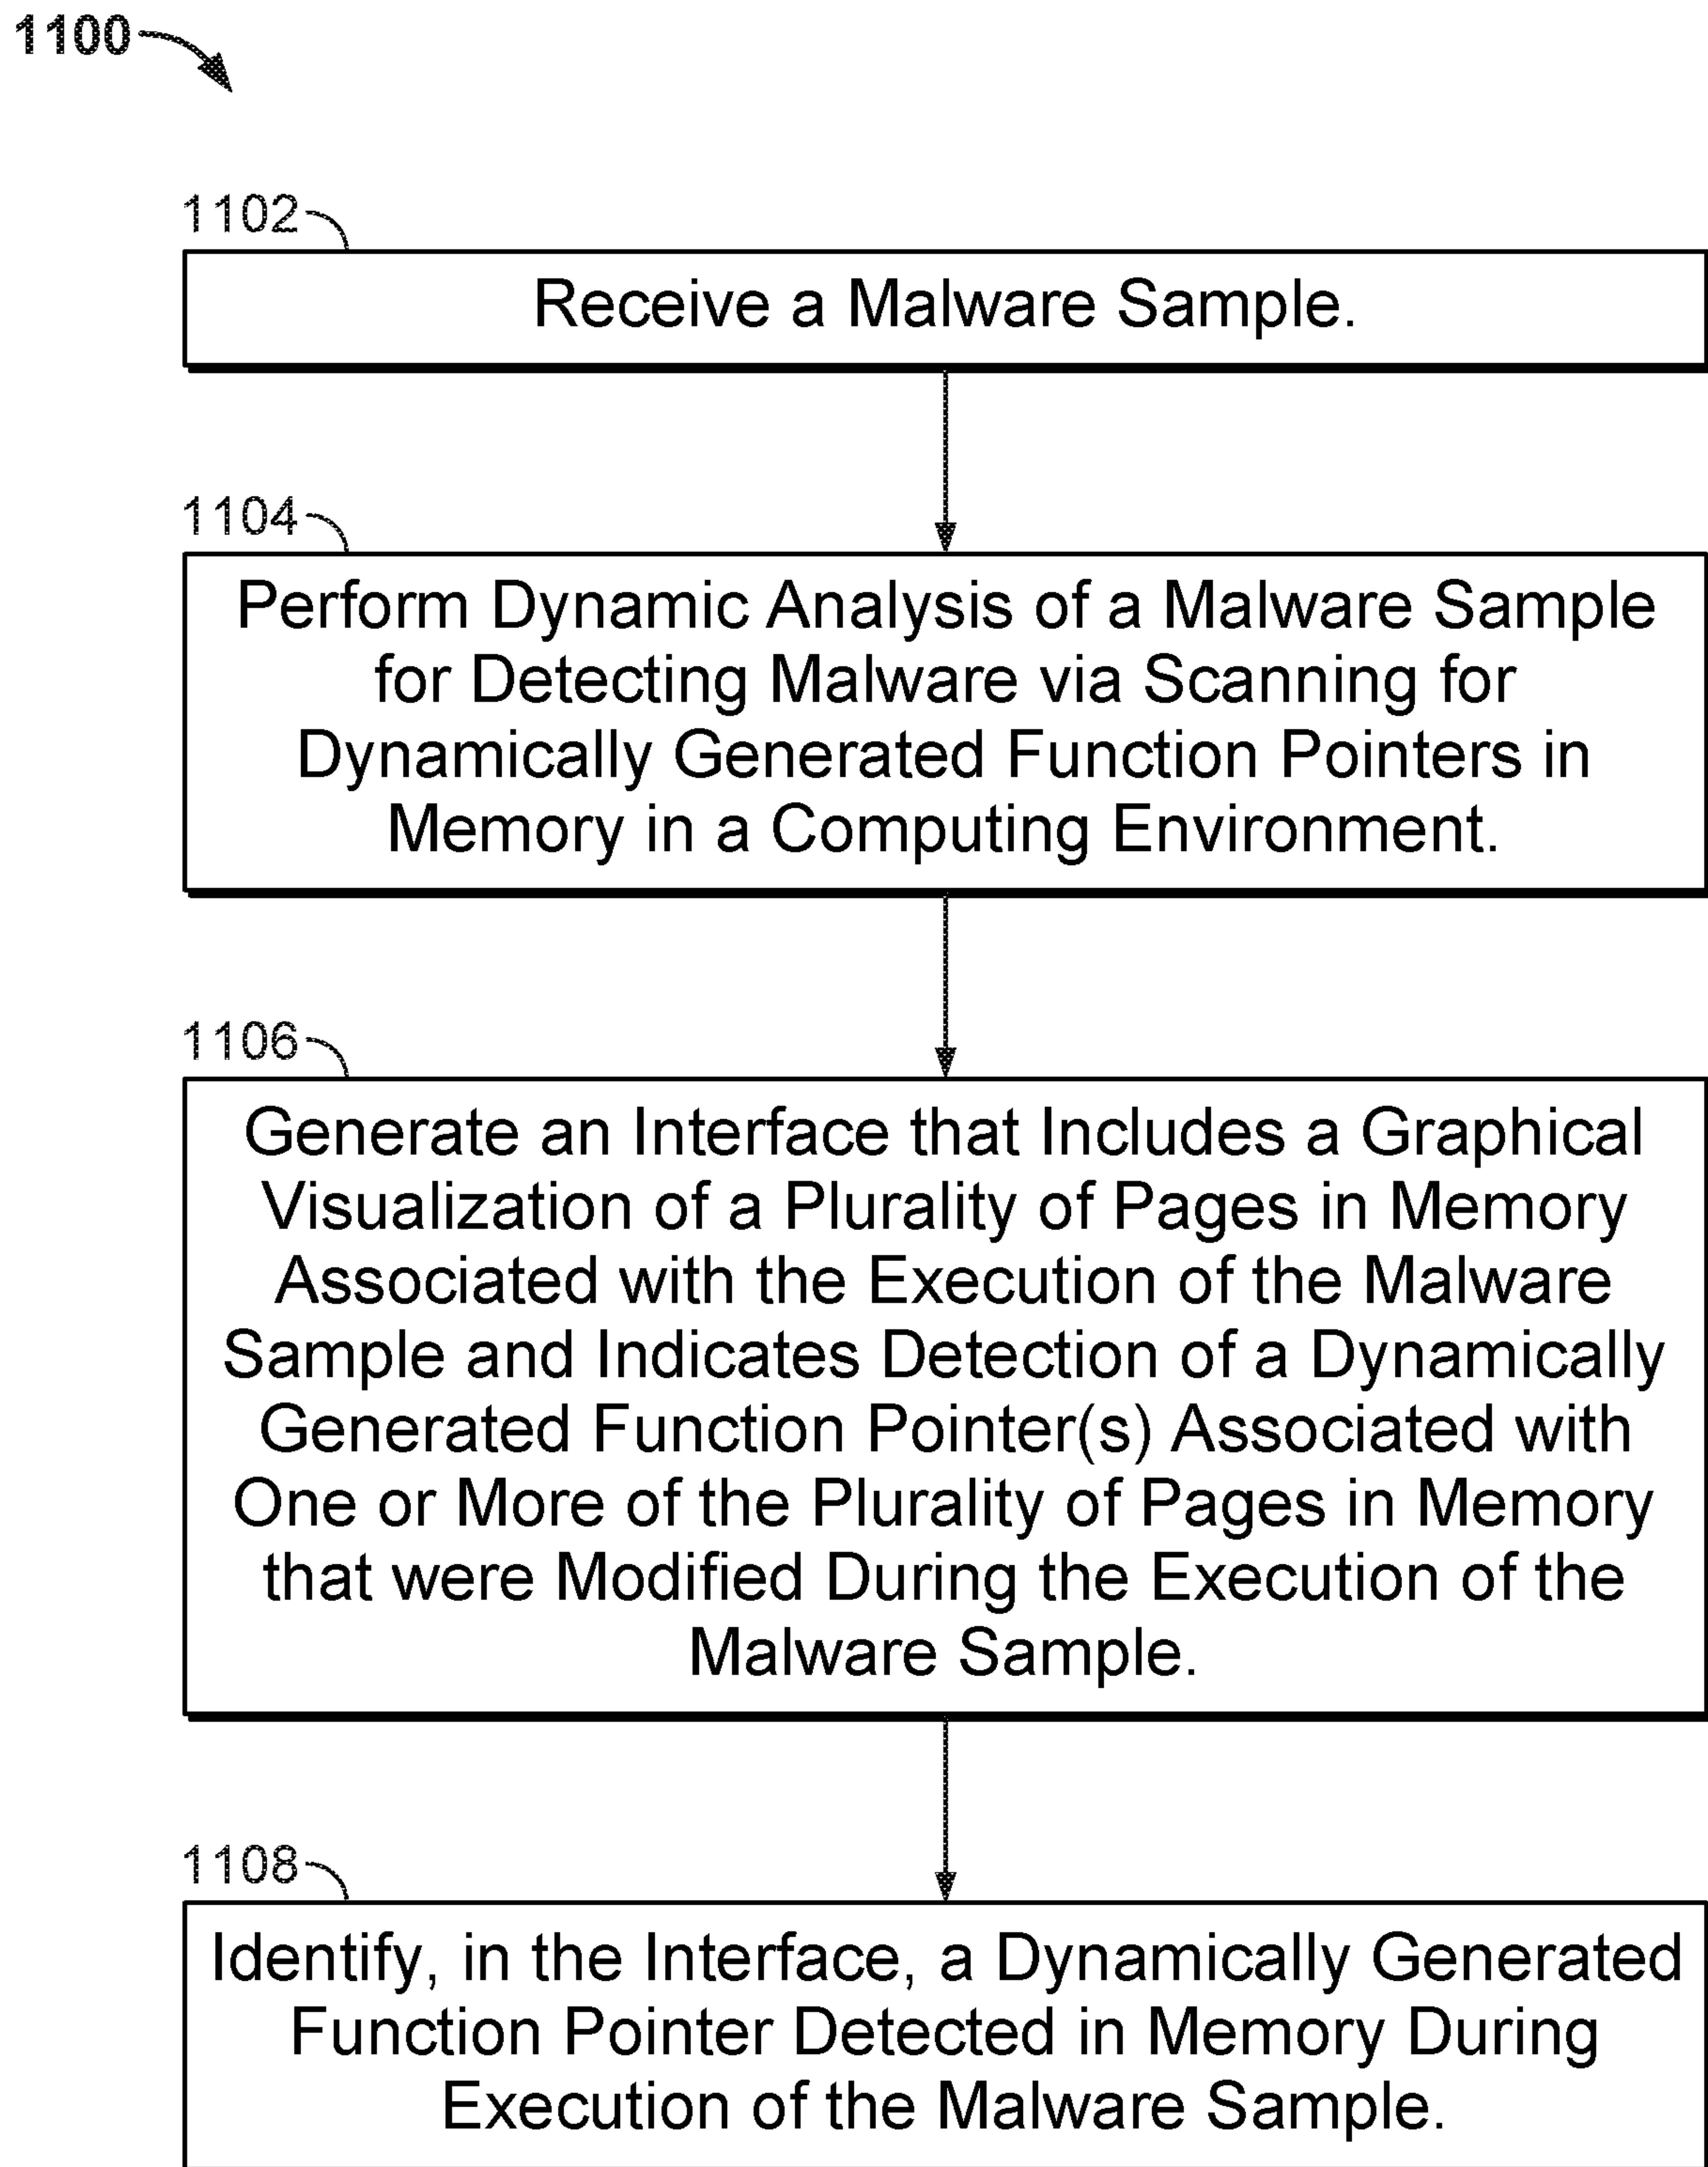 1100
1102
Receive a Malware Sample.
1104
Perform Dynamic Analysis of a Malware Sample
for Detecting Malware via Scanning for
Dynamically Generated Function Pointers in
Memory in a Computing Environment.
1106
Generate an Interface that Includes a Graphical
Visualization of a Plurality of Pages in Memory
Associated with the Execution of the Malware
Sample and Indicates Detection of a Dynamically
Generated Function Pointer(s) Associated with
One or More of the Plurality of Pages in Memory
that were Modified During the Execution of the
Malware Sample.
1108
Identify, in the Interface, a Dynamically Generated
Function Pointer Detected in Memory During
Execution of the Malware Sample.